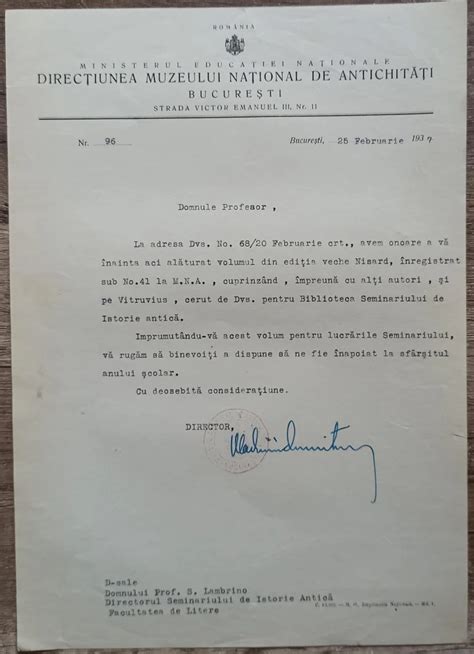 ROMÂNIA
MINISTERUL EDUCAȚIEI NAȚIONALE
DIRECȚIUNEA MUZEULUI NAȚIONAL DE ANTICHITĂȚI
BUCUREȘTI
STRADA VICTOR EMANUEL III, Nr. 11
Nr. 96 București, 25 Februarie 1937
Domnule Profesor ,
La adresa Dvs. No. 68/20 Februarie crt., avem onoare a vă
înainta aci alăturat volumul din ediția veche Nisard, înregistrat
sub No.41 la M.N.A. , cuprinzând , împreună cu alți autori , și
pe Vitruvius , cerut de Dvs. pentru Biblioteca Seminariului de
Istorie antică.
Imprumutându-vă acest volum pentru lucrările Seminariului,
vă rugăm să binevoiți a dispune să ne fie înapoiat la sfârșitul
anului școlar.
Cu deosebită considerațiune.
DIRECTOR,
D-sale
Domnului Prof. S. Lambrino
Directorul Seminariului de Istorie Antică
Facultatea de Litere